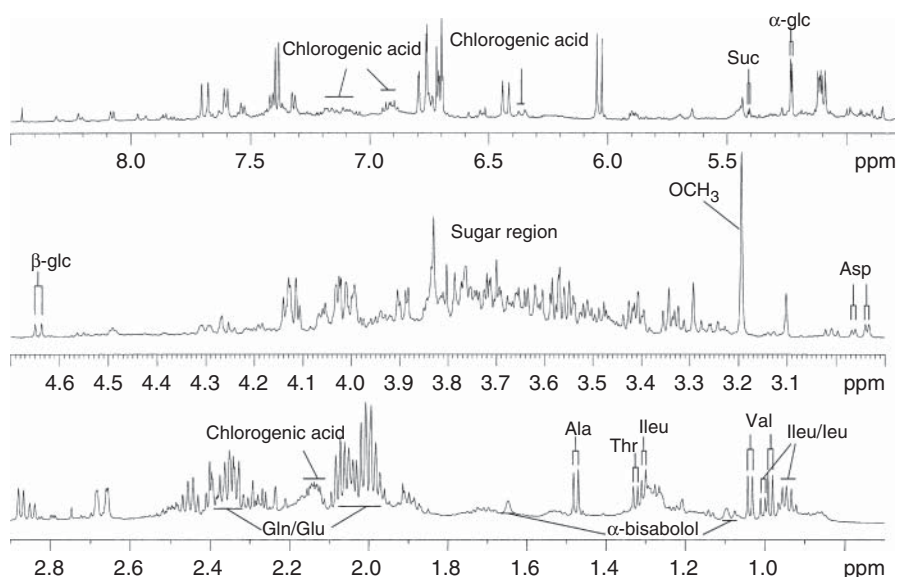 Chlorogenic acid
Chlorogenic acid
α-glc
Suc
8.0 7.5 7.0 6.5 6.0 5.5 ppm
OCH3
Sugar region
β-glc
Asp
4.6 4.5 4.4 4.3 4.2 4.1 4.0 3.9 3.8 3.7 3.6 3.5 3.4 3.3 3.2 3.1 ppm
Chlorogenic acid
Ala
Thr
Ileu
Val
Ileu/leu
Gln/Glu
α-bisabolol
2.8 2.6 2.4 2.2 2.0 1.8 1.6 1.4 1.2 1.0 ppm